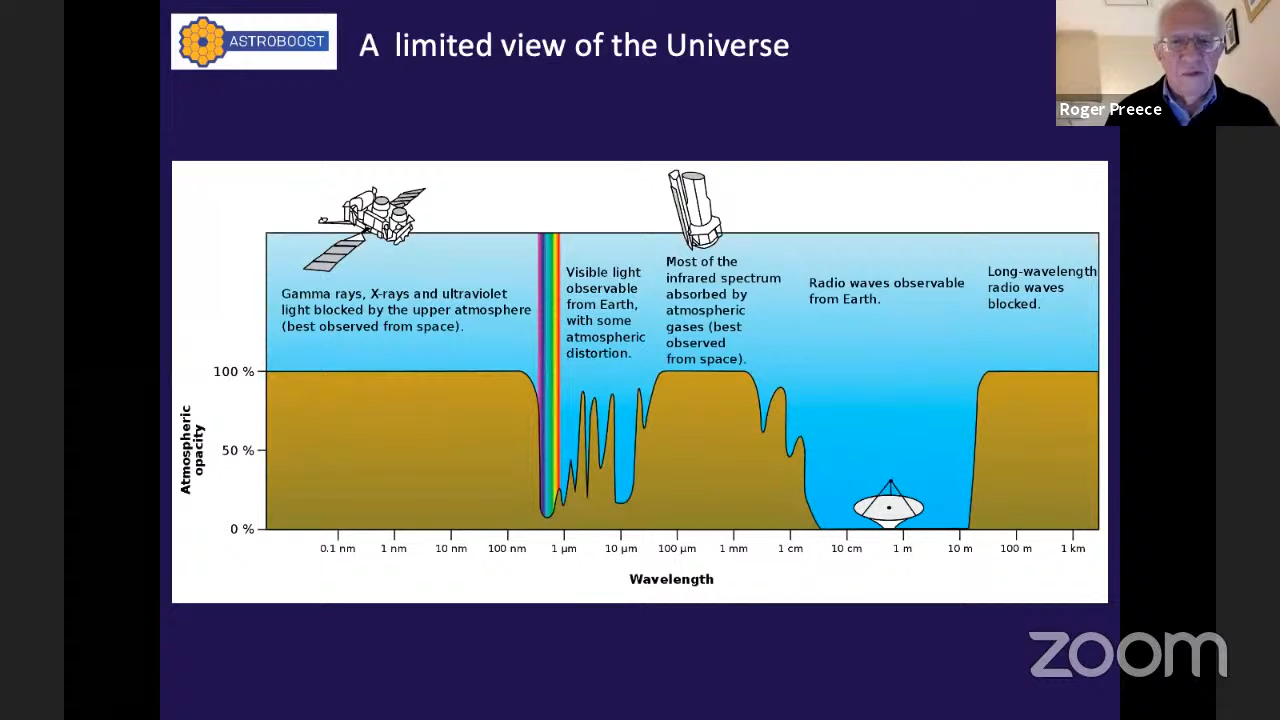 ASTROBOOST
A limited view of the Universe
Roger Preece
Gamma rays, X-rays and ultraviolet
light blocked by the upper atmosphere
(best observed from space).
Visible light
observable
from Earth,
with some
atmospheric
distortion.
Most of the
infrared spectrum
absorbed by
atmospheric
gases (best
observed
from space).
Radio waves observable
from Earth.
Long-wavelength
radio waves
blocked.
Atmospheric
opacity
100 %
50 %
0 %
0.1 nm 1 nm 10 nm 100 nm 1 µm 10 µm 100 µm 1 mm 1 cm 10 cm 1 m 10 m 100 m 1 km
Wavelength
zoom